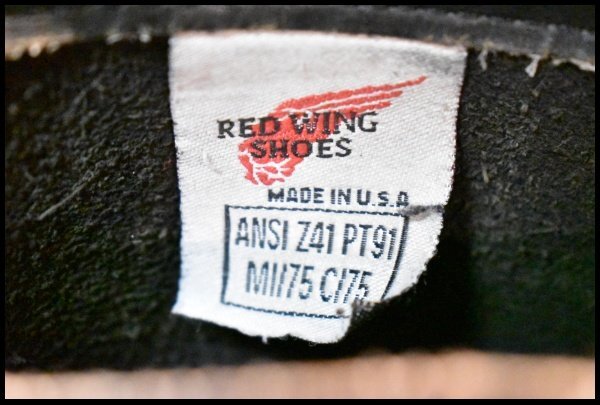 RED WING
SHOES
MADE IN U.S.A
ANSI Z41 PT91
MI/75 C/75